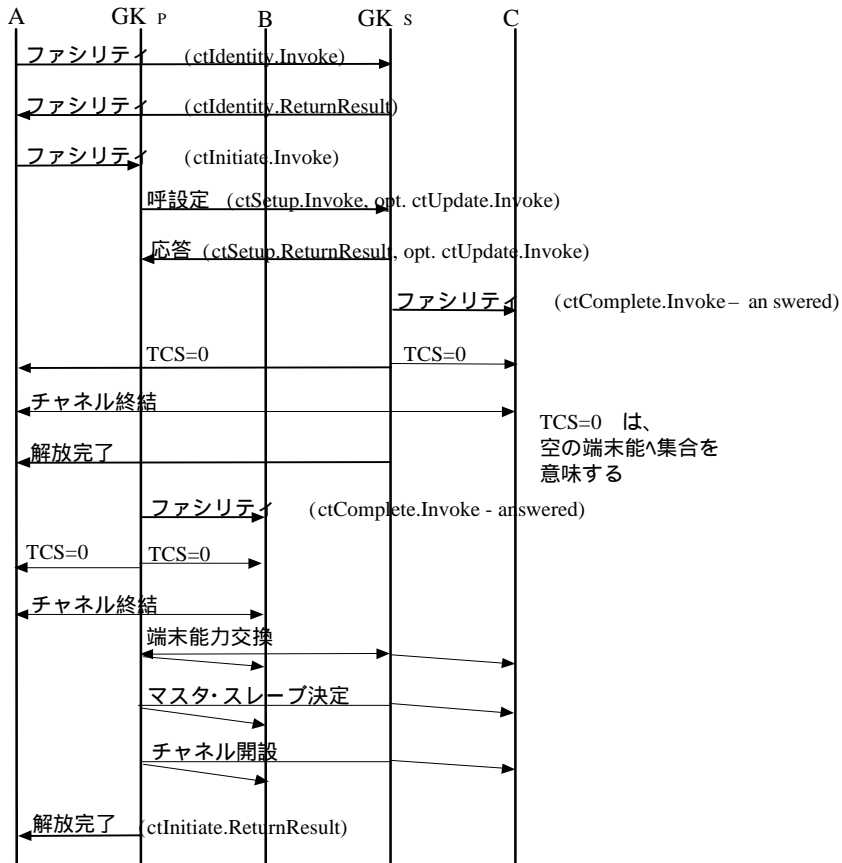 A GK P B GK S C
ファシリティ (ctIdentity.Invoke)
ファシリティ (ctIdentity.ReturnResult)
ファシリティ (ctInitiate.Invoke)
呼設定 (ctSetup.Invoke, opt. ctUpdate.Invoke)
応答 (ctSetup.ReturnResult, opt. ctUpdate.Invoke)
ファシリティ (ctComplete.Invoke – an swered)
TCS=0 TCS=0
チャネル終結
TCS=0 は、
空の端末能^集合を
意味する
解放完了
ファシリティ (ctComplete.Invoke - answered)
TCS=0 TCS=0
チャネル終結
端末能力交換
マスタ・スレーブ決定
チャネル開設
解放完了 (ctInitiate.ReturnResult)